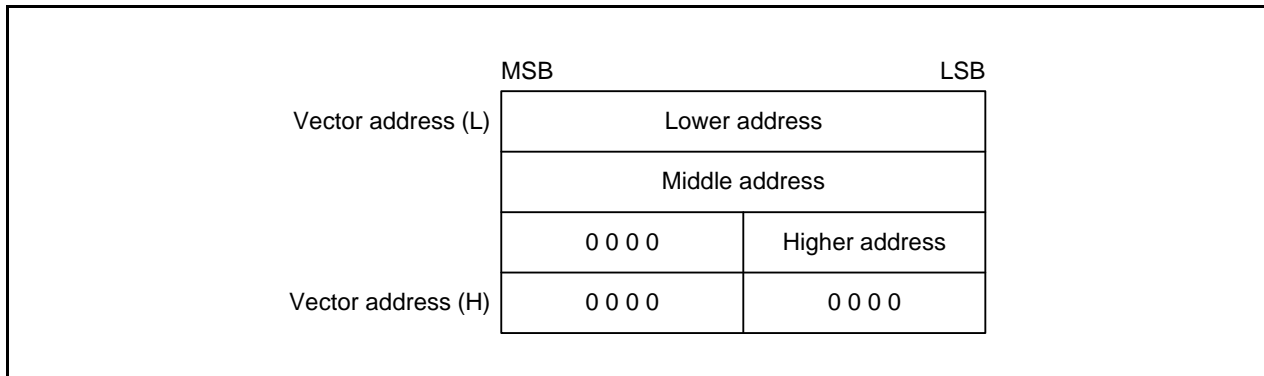 MSB LSB
Vector address (L) Lower address
Middle address
0 0 0 0 Higher address
Vector address (H) 0 0 0 0 0 0 0 0